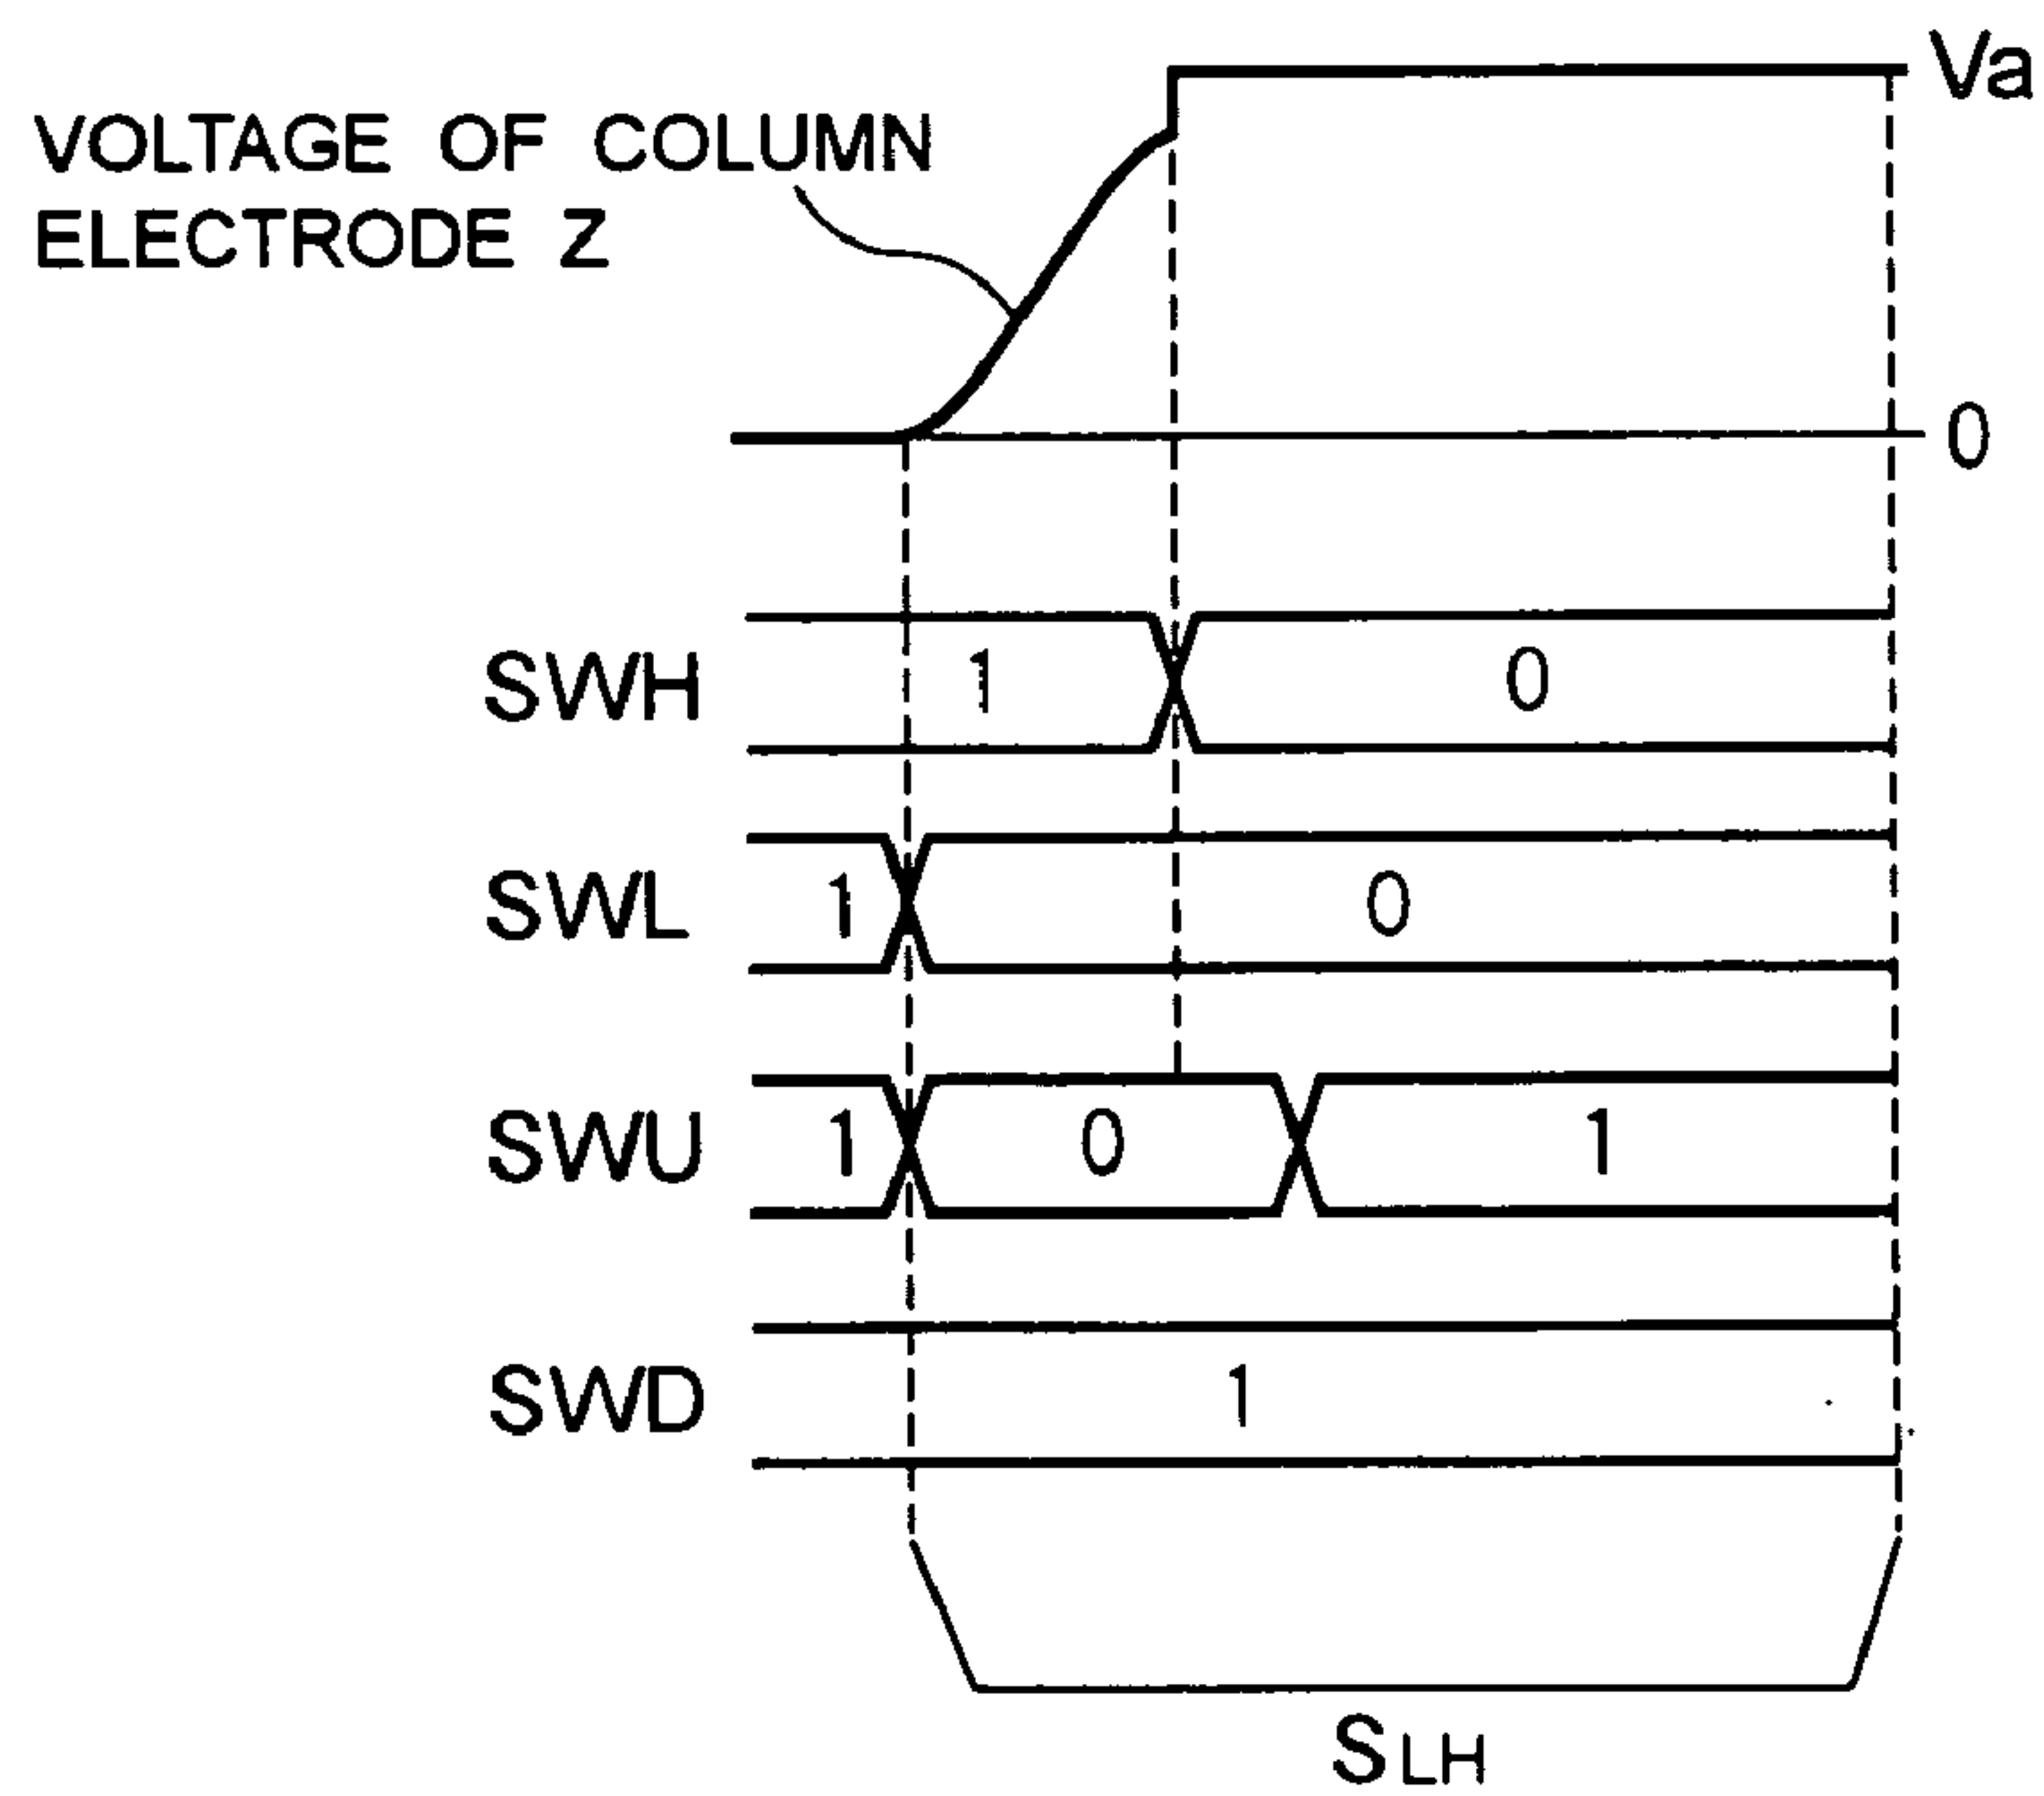 Va
VOLTAGE OF COLUMN
ELECTRODE Z
0
SWH 1 0
SWL 1 0
SWU 1 0 1
SWD 1
SLH